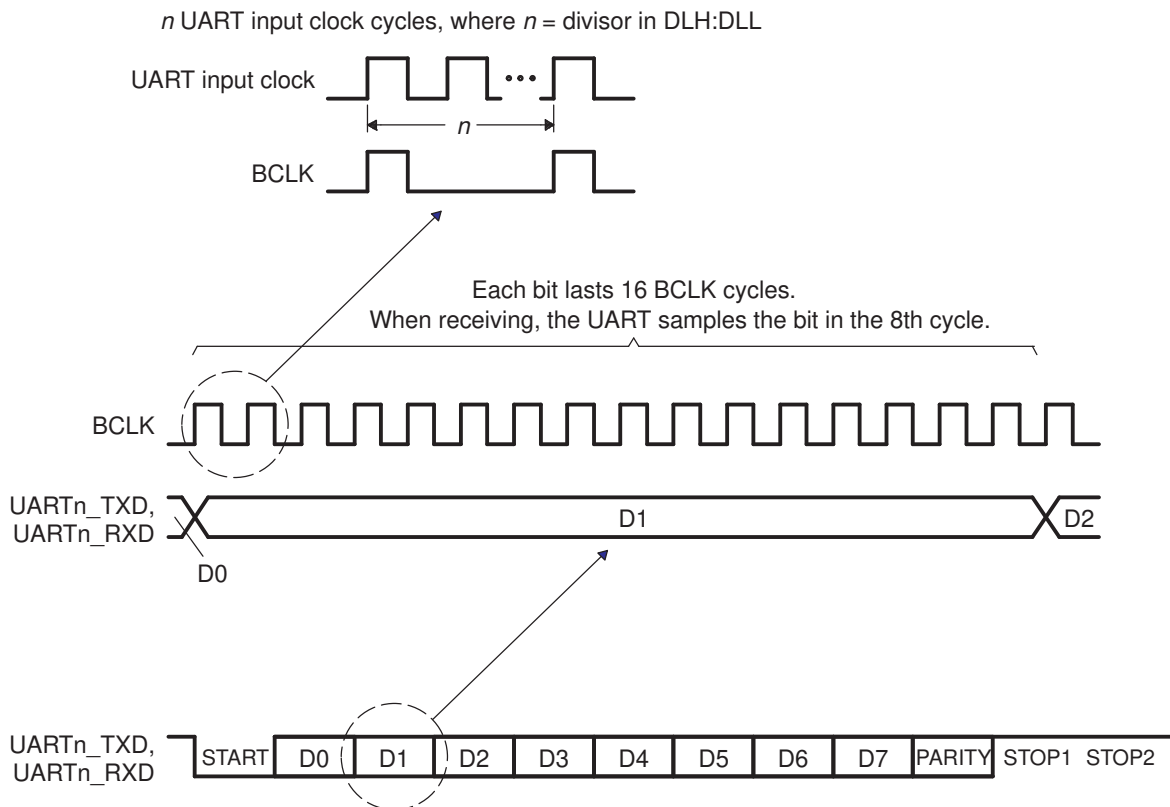 n UART input clock cycles, where n = divisor in DLH:DLL
UART input clock
n
BCLK
Each bit lasts 16 BCLK cycles.
When receiving, the UART samples the bit in the 8th cycle.
BCLK
UARTn_TXD,
UARTn_RXD
D1
D2
D0
UARTn_TXD,
UARTn_RXD
START D0 D1 D2 D3 D4 D5 D6 D7 PARITY STOP1 STOP2